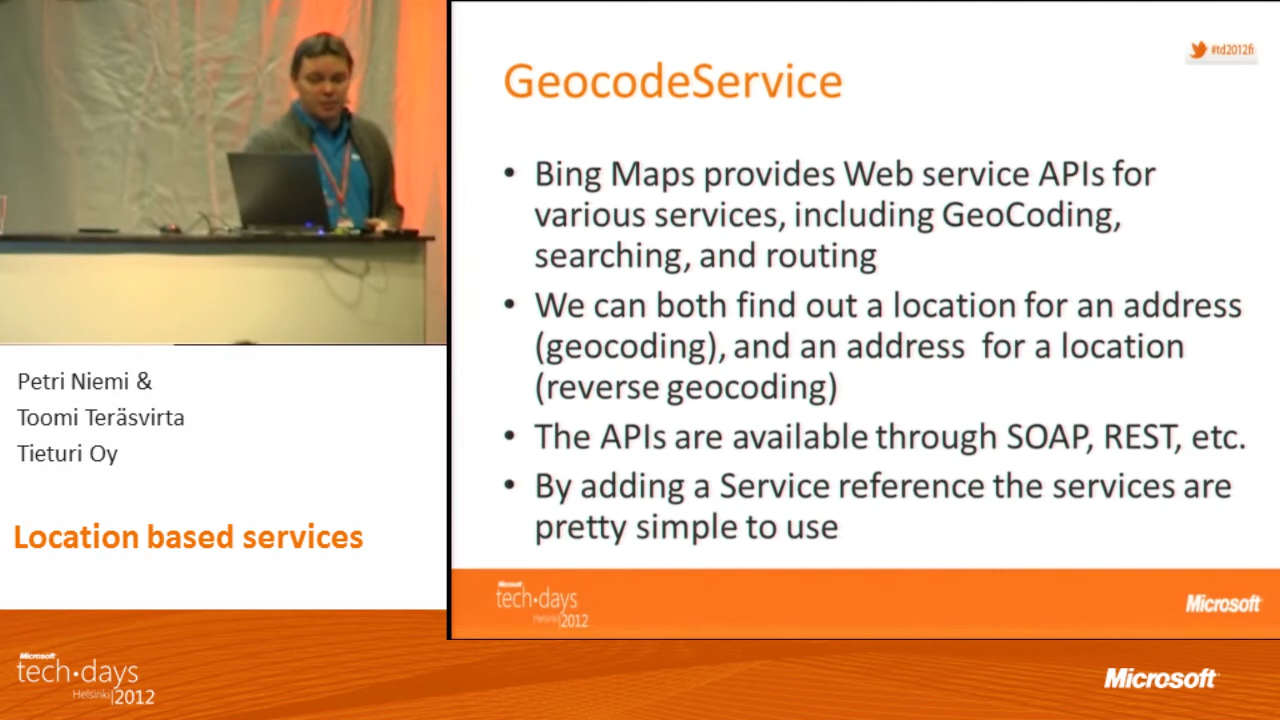 #td2012fi
GeocodeService
• Bing Maps provides Web service APIs for
various services, including GeoCoding,
searching, and routing
• We can both find out a location for an address
(geocoding), and an address for a location
(reverse geocoding)
• The APIs are available through SOAP, REST, etc.
• By adding a Service reference the services are
pretty simple to use
Microsoft
tech·days
Helsinki|2012
Microsoft
Petri Niemi &
Toomi Teräsvirta
Tieturi Oy
Location based services
Microsoft
tech·days
Helsinki|2012
Microsoft